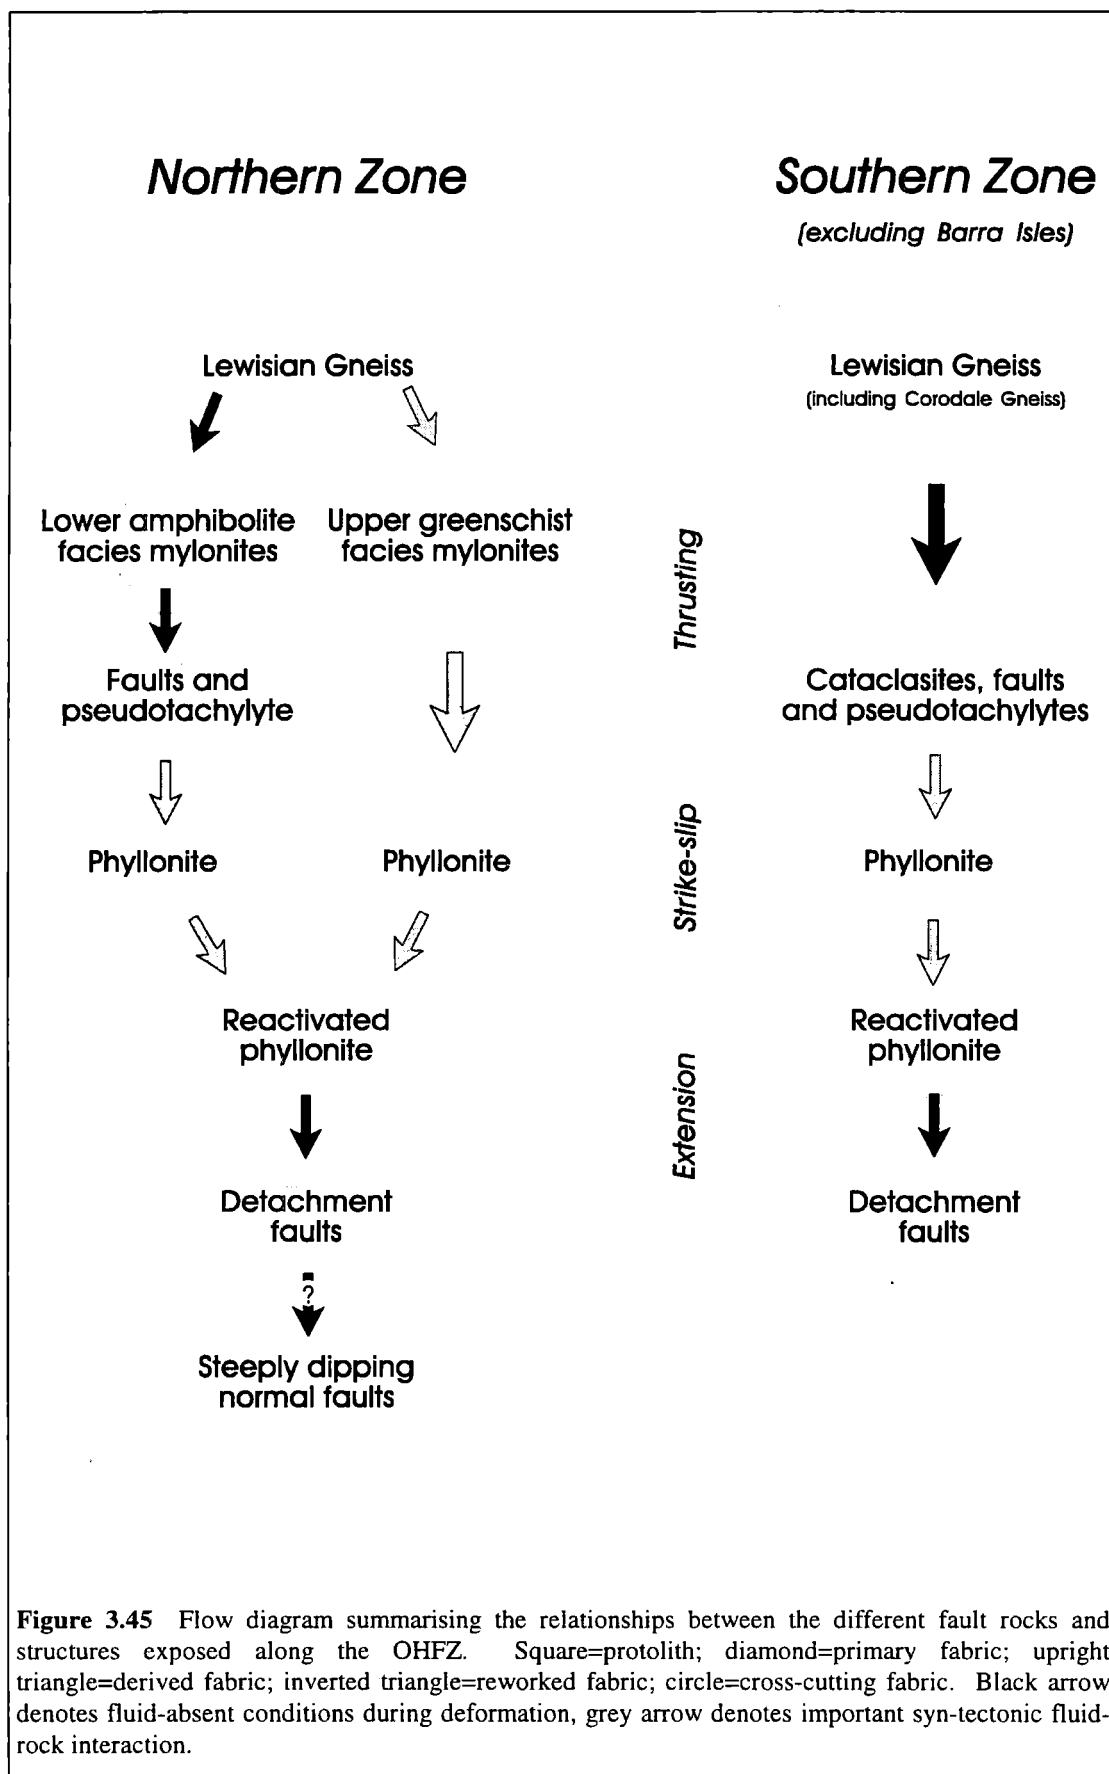 Northern Zone
Southern Zone
(excluding Barra Isles)
Lewisian Gneiss
Lewisian Gneiss
(including Corodale Gneiss)
Lower amphibolite
facies mylonites
Upper greenschist
facies mylonites
Thrusting
Faults and
pseudotachylyte
Cataclasites, faults
and pseudotachylytes
Strike-slip
Phyllonite
Phyllonite
Phyllonite
Reactivated
phyllonite
Reactivated
phyllonite
Extension
Detachment
faults
Detachment
faults
?
Steeply dipping
normal faults
Figure 3.45 Flow diagram summarising the relationships between the different fault rocks and
structures exposed along the OHFZ. Square=protolith; diamond=primary fabric; upright
triangle=derived fabric; inverted triangle=reworked fabric; circle=cross-cutting fabric. Black arrow
denotes fluid-absent conditions during deformation, grey arrow denotes important syn-tectonic fluid-
rock interaction.